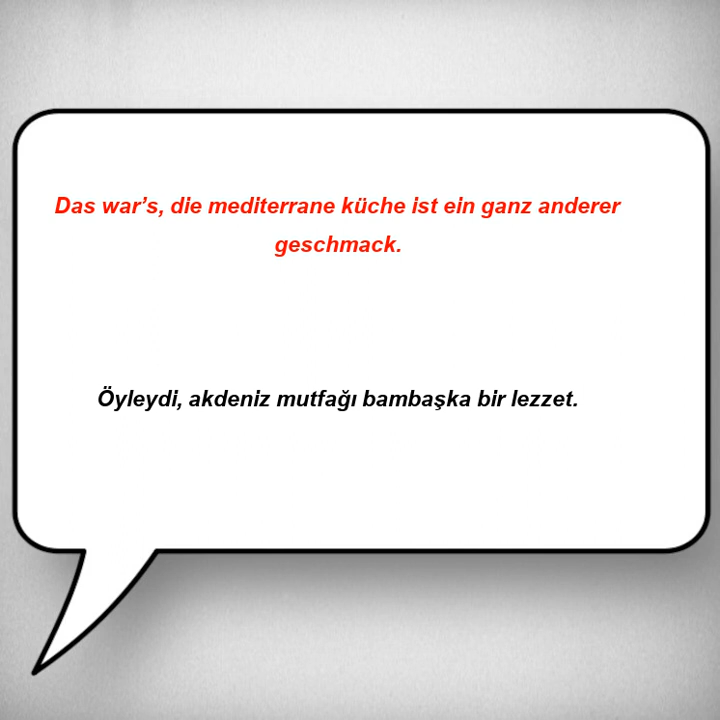 Das war’s, die mediterrane küche ist ein ganz anderer
geschmack.
Öyleydi, akdeniz mutfağı bambaşka bir lezzet.